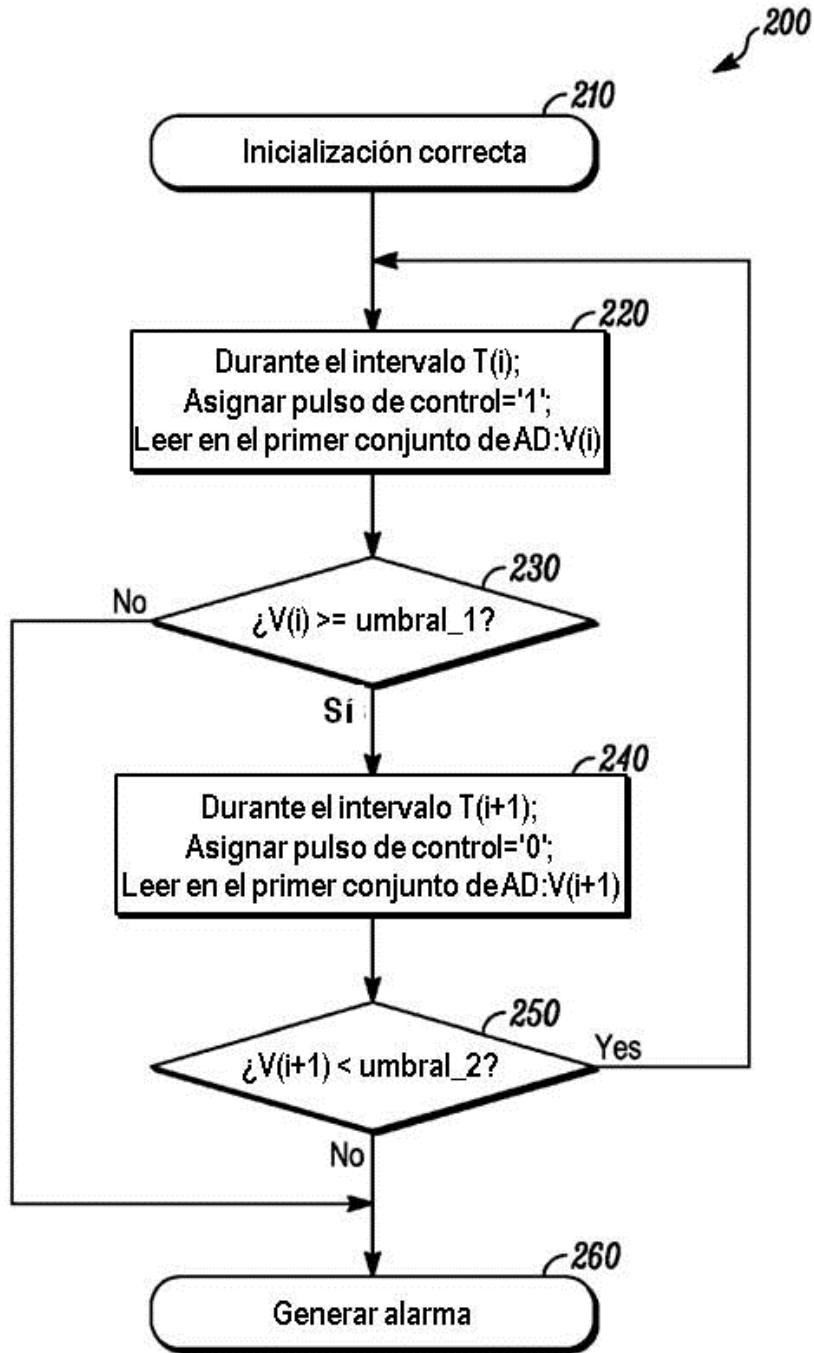 200
210
Inicialización correcta
220
Durante el intervalo T(i);
Asignar pulso de control='1';
Leer en el primer conjunto de AD:V(i)
230
No
¿V(i) >= umbral_1?
Sí
240
Durante el intervalo T(i+1);
Asignar pulso de control='0';
Leer en el primer conjunto de AD:V(i+1)
250
¿V(i+1) < umbral_2?
Yes
No
260
Generar alarma